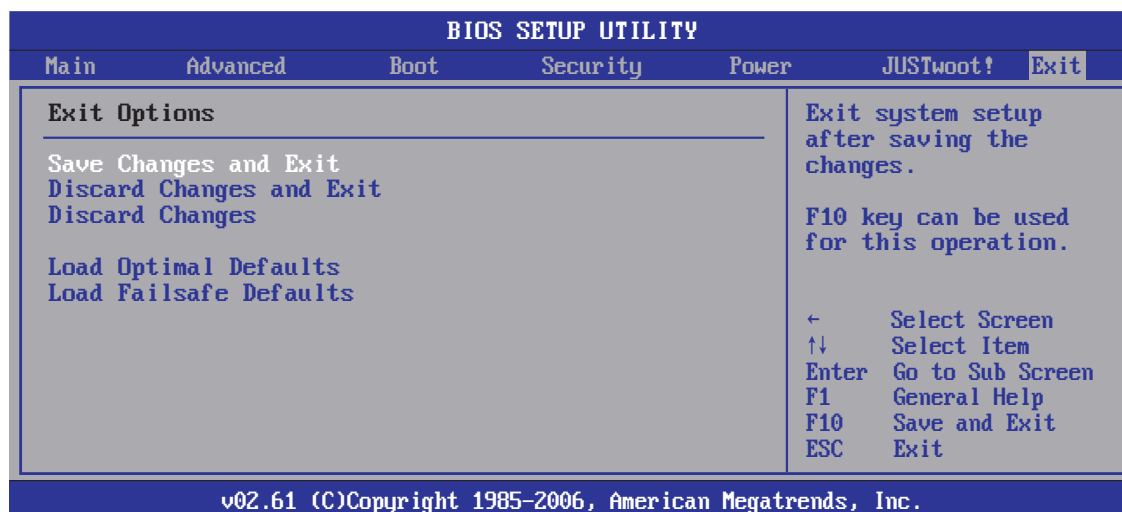 BIOS SETUP UTILITY
Main Advanced Boot Security Power JUSTwoot! Exit
Exit Options
Save Changes and Exit
Discard Changes and Exit
Discard Changes
Load Optimal Defaults
Load Failsafe Defaults
Exit system setup
after saving the
changes.
F10 key can be used
for this operation.
← Select Screen
↑↓ Select Item
Enter Go to Sub Screen
F1 General Help
F10 Save and Exit
ESC Exit
v02.61 (C)Copyright 1985-2006, American Megatrends, Inc.